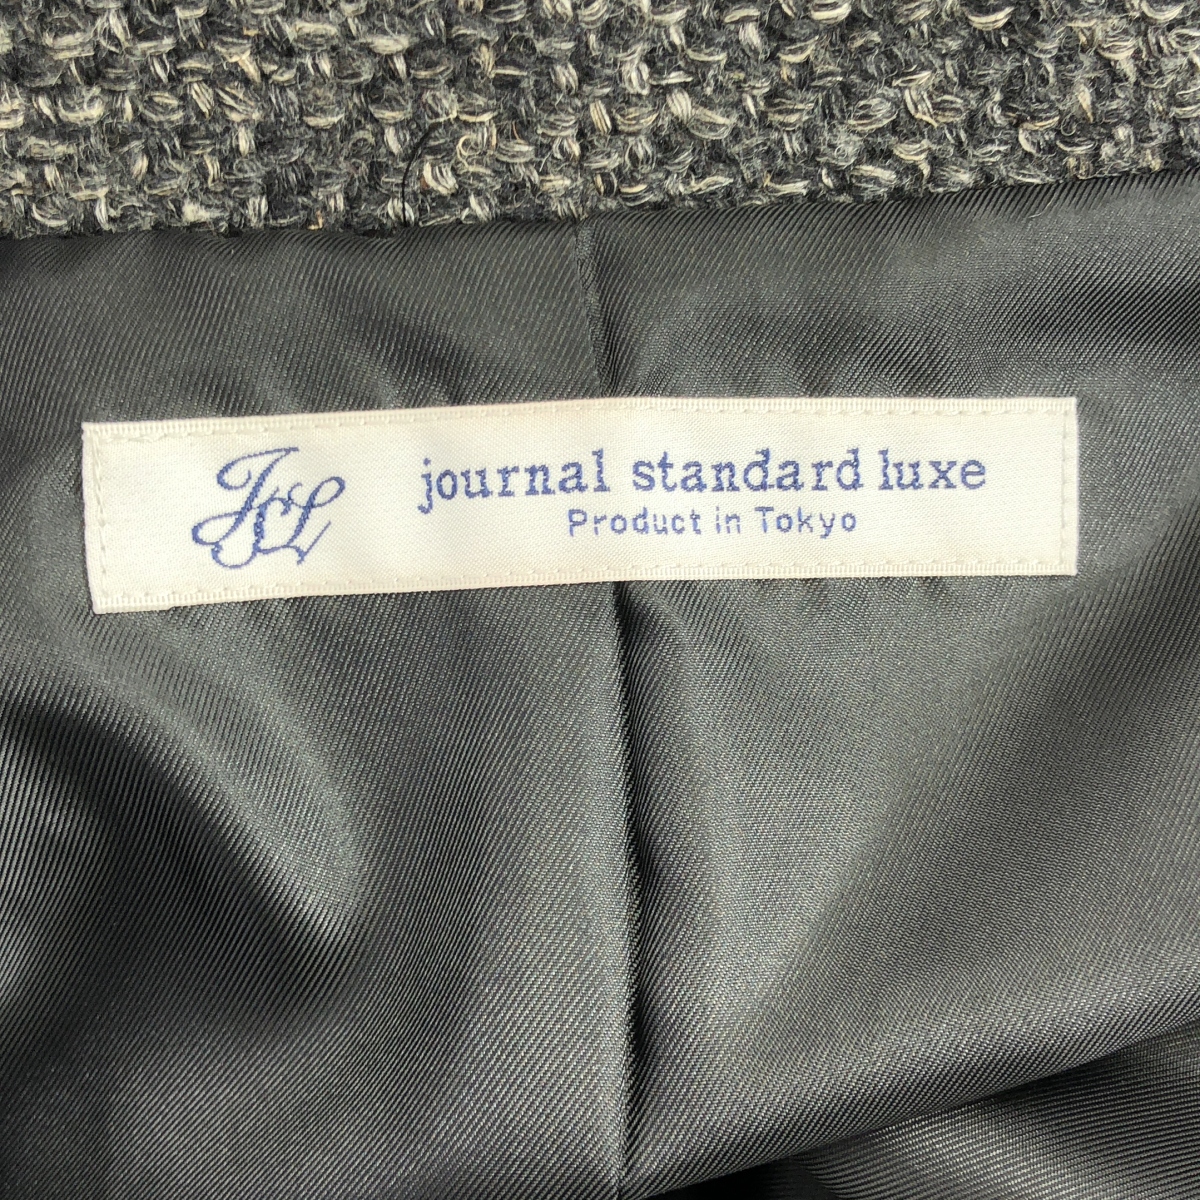 JSL
journal standard luxe
Product in Tokyo